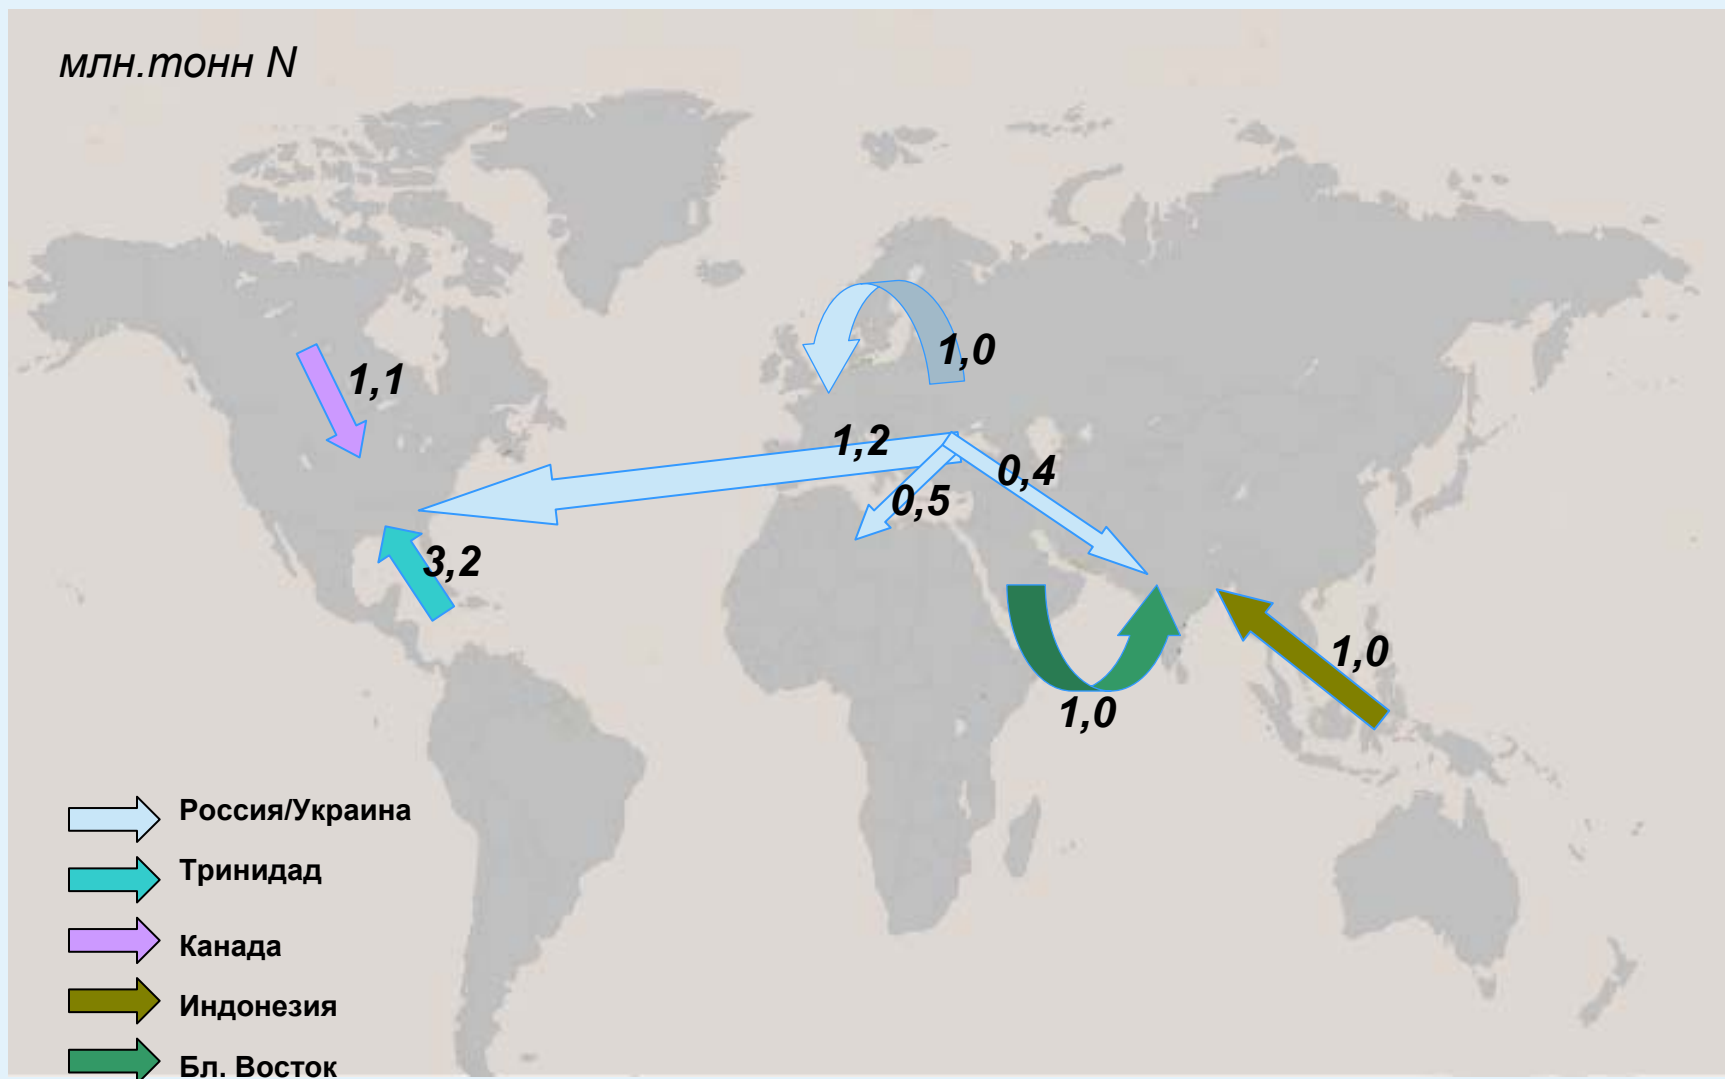 млн.тонн N
1,0
1,1
1,2
0,4
0,5
3,2
1,0
1,0
Россия/Украина
Тринидад
Канада
Индонезия
Бл. Восток